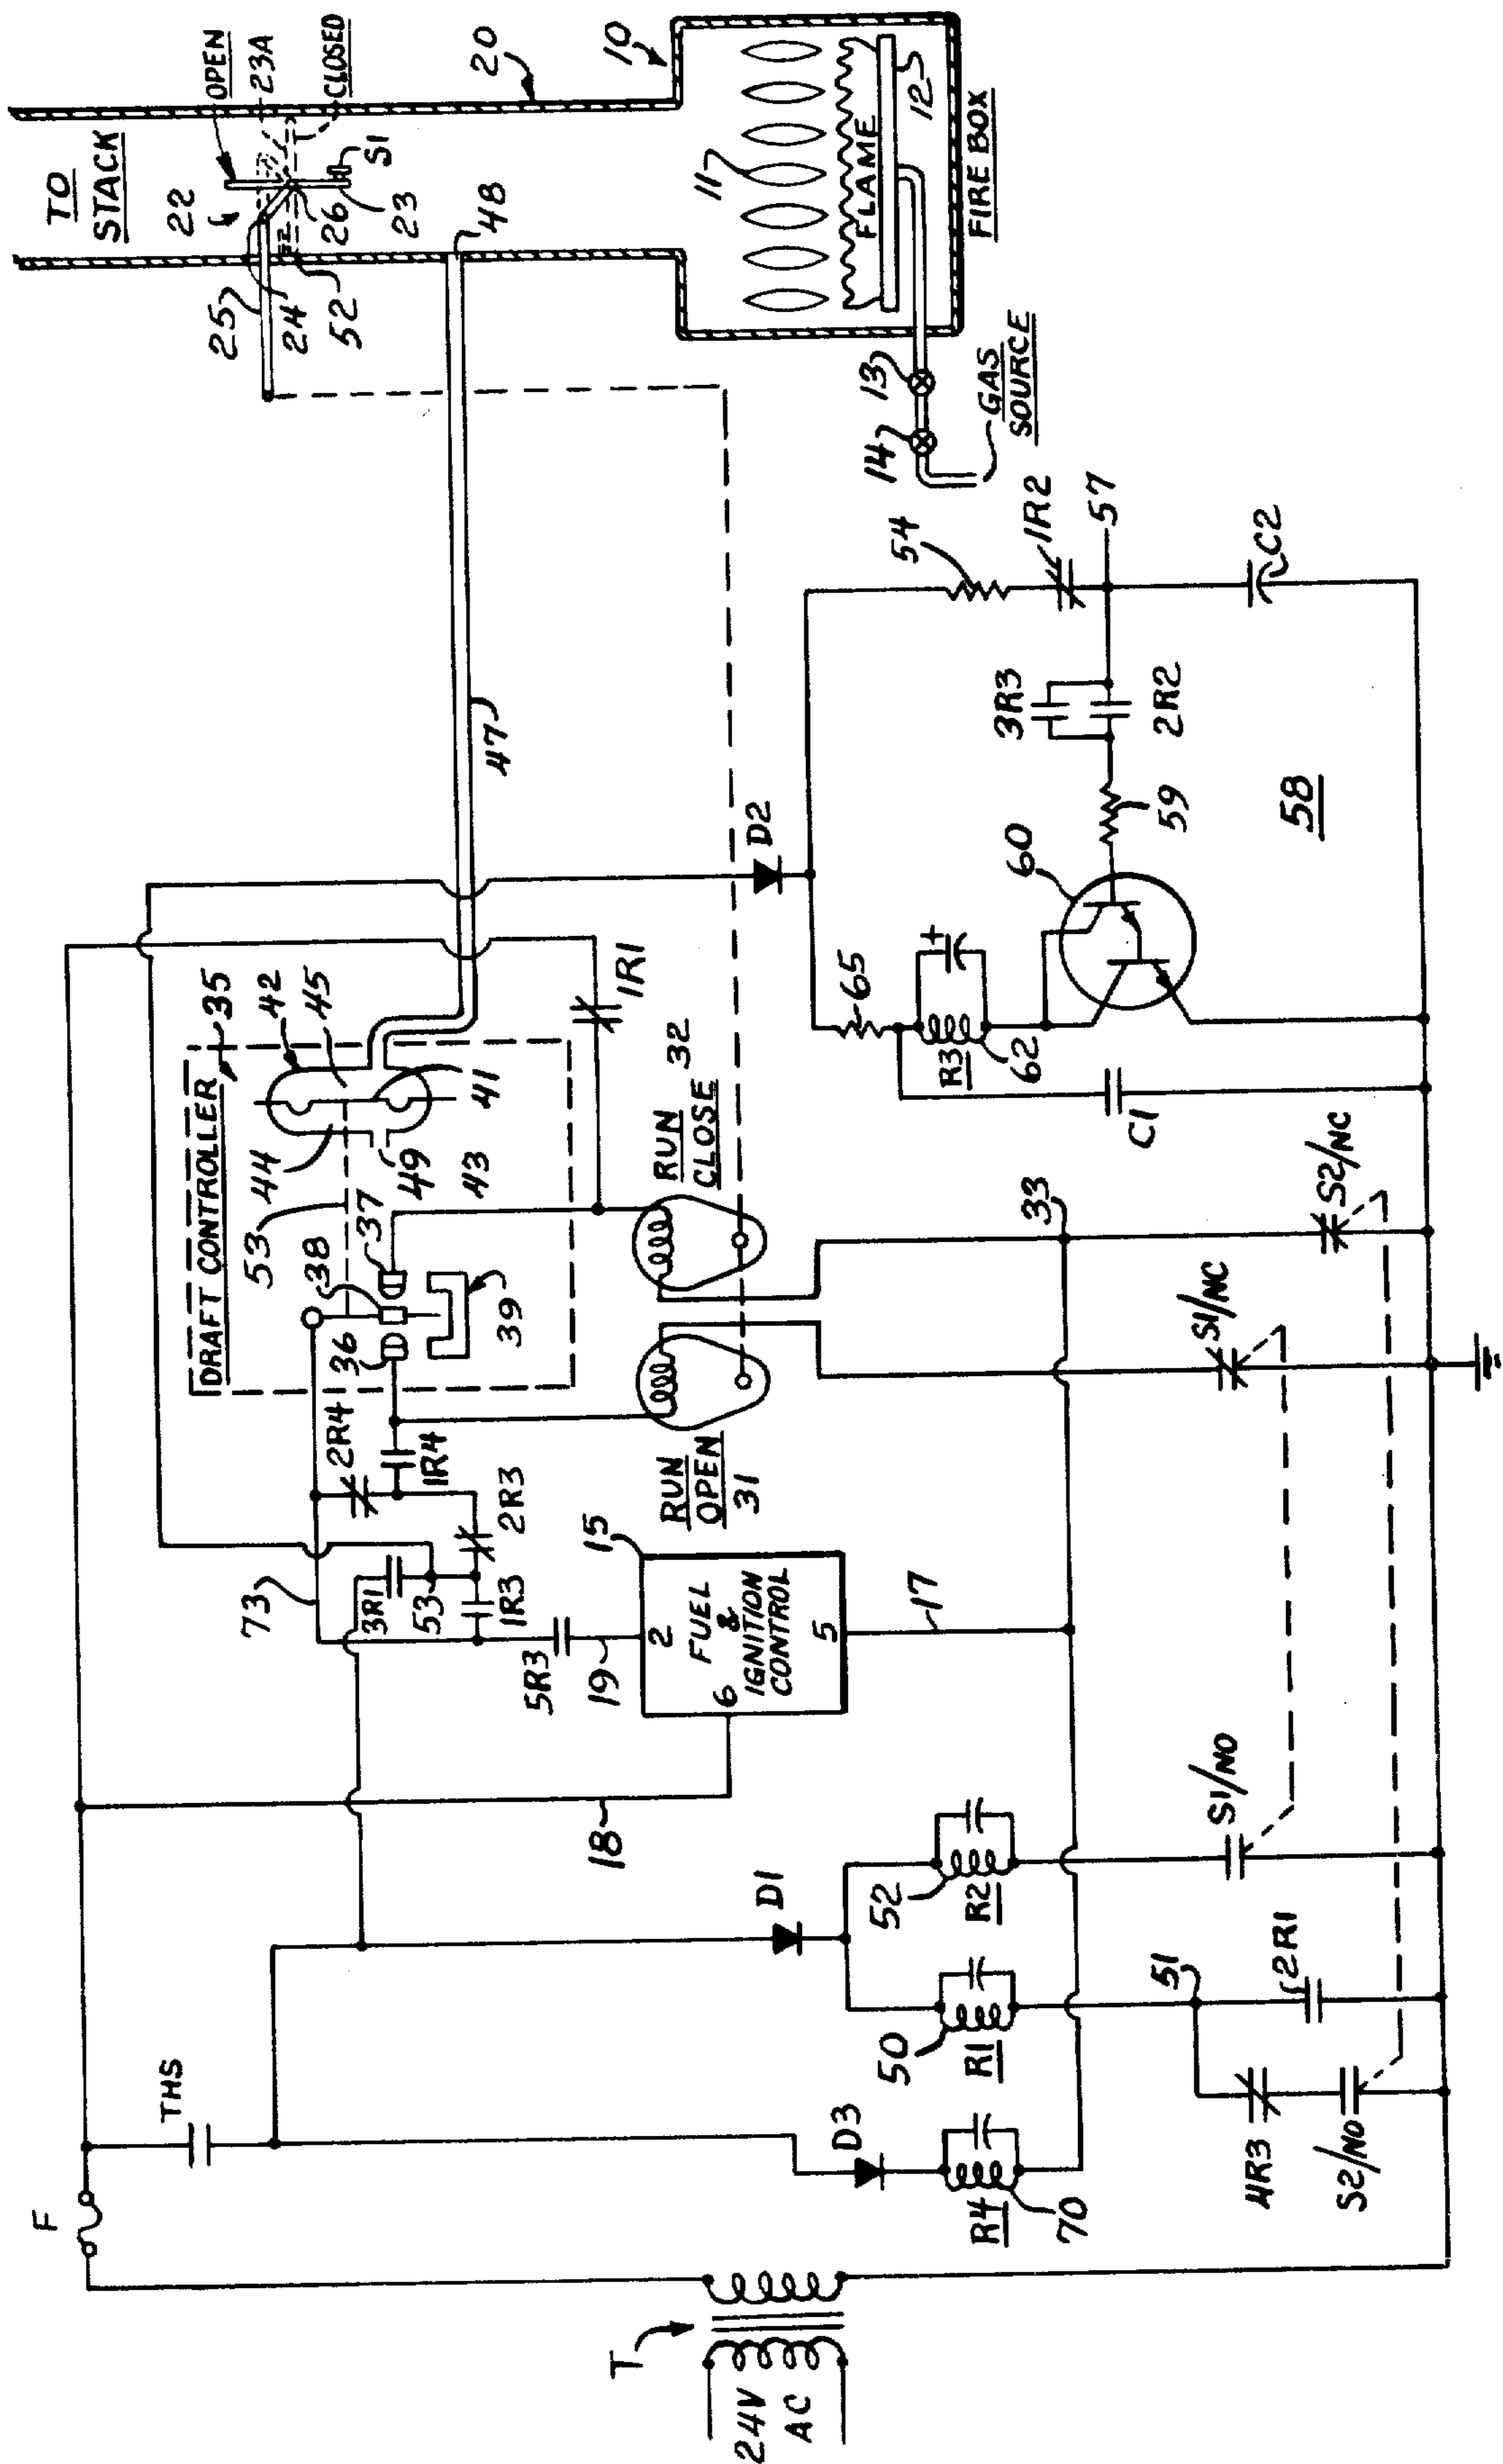 TO
STACK
OPEN
23A
CLOSED
22
25
24
52
26
23
S1
20
48
10
11
FLAME
12
FIRE BOX
13
14
GAS
SOURCE
47
DRAFT CONTROLLER
35
42
45
44
53
41
49
43
38
37
36
39
2R4
1R4
2R3
73
3R1
53
1R3
5R3
19
15
2
FUEL
&
IGNITION
CONTROL
6
5
17
18
RUN
OPEN
31
RUN
CLOSE
32
1R1
33
D2
54
1R2
57
3R3
2R2
C2
59
58
60
65
+
R3
62
C1
S2/NC
S1/NC
S1/NO
D1
52
R2
50
R1
51
2R1
D3
R4
70
4R3
S2/NO
THS
F
T
24V
AC